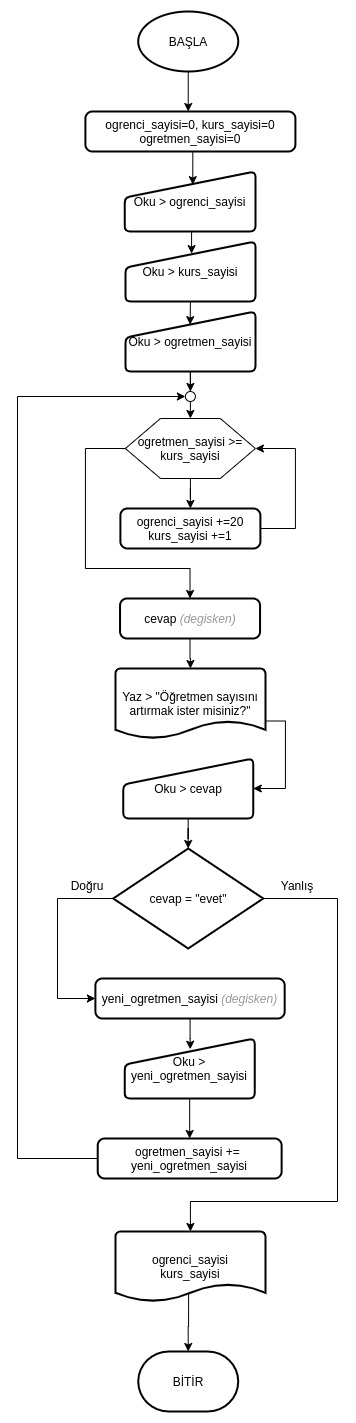 BAŞLA
ogrenci_sayisi=0, kurs_sayisi=0
ogretmen_sayisi=0
Oku > ogrenci_sayisi
Oku > kurs_sayisi
Oku > ogretmen_sayisi
ogretmen_sayisi >=
kurs_sayisi
ogrenci_sayisi +=20
kurs_sayisi +=1
cevap (degisken)
Yaz > "Öğretmen sayısını
artırmak ister misiniz?"
Oku > cevap
Doğru
Yanlış
cevap = "evet"
yeni_ogretmen_sayisi (degisken)
Oku >
yeni_ogretmen_sayisi
ogretmen_sayisi +=
yeni_ogretmen_sayisi
ogrenci_sayisi
kurs_sayisi
BİTİR